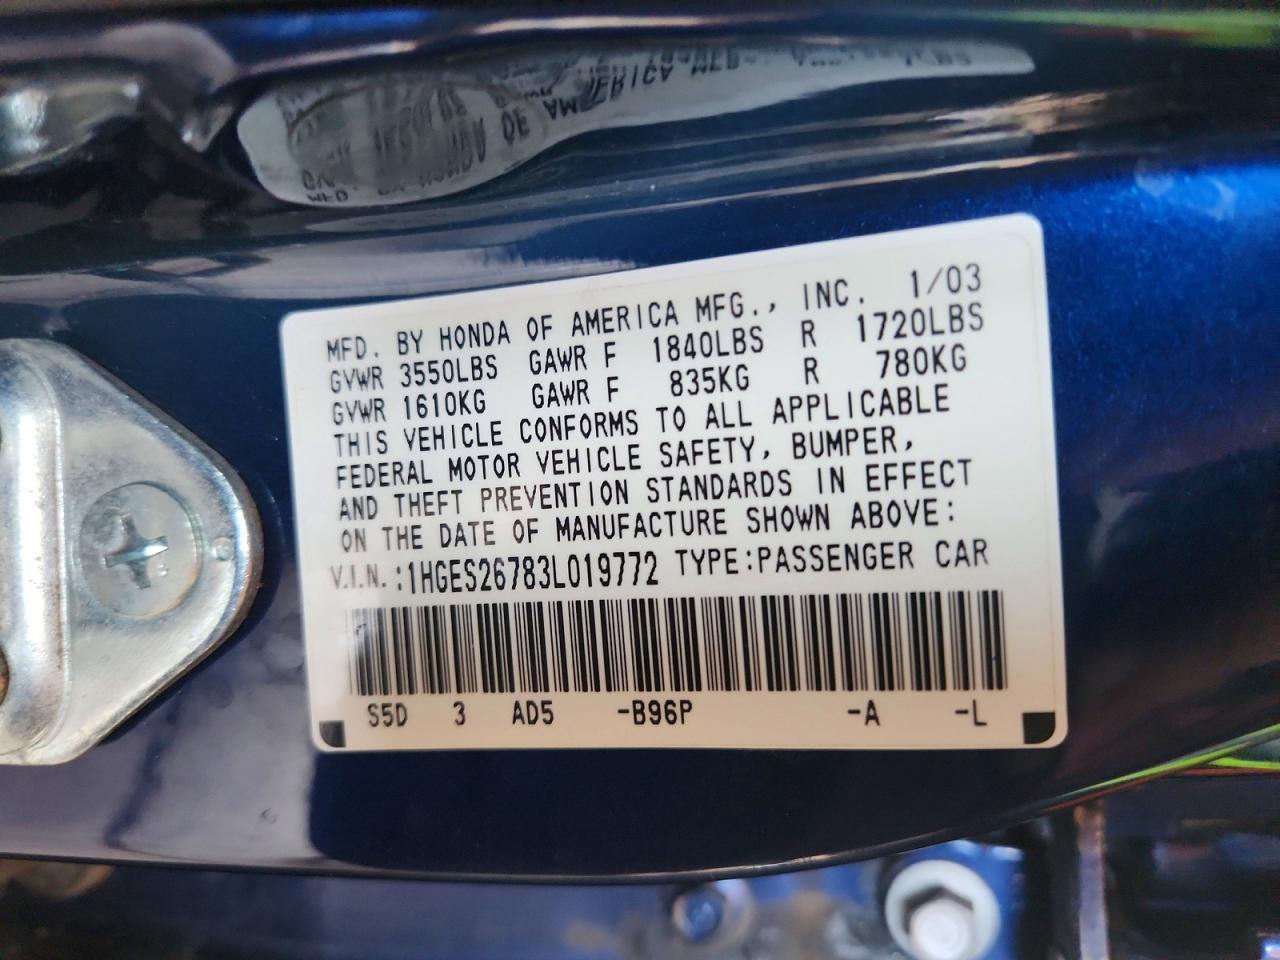 MFD. BY HONDA OF AMERICA MFG., INC. 1/03
GVWR 3550LBS GAWR F 1840LBS R 1720LBS
GVWR 1610KG GAWR F 835KG R 780KG
THIS VEHICLE CONFORMS TO ALL APPLICABLE
FEDERAL MOTOR VEHICLE SAFETY, BUMPER,
AND THEFT PREVENTION STANDARDS IN EFFECT
ON THE DATE OF MANUFACTURE SHOWN ABOVE:
V.I.N.:1HGES26783L019772 TYPE:PASSENGER CAR
S5D 3 AD5 -B96P -A -L